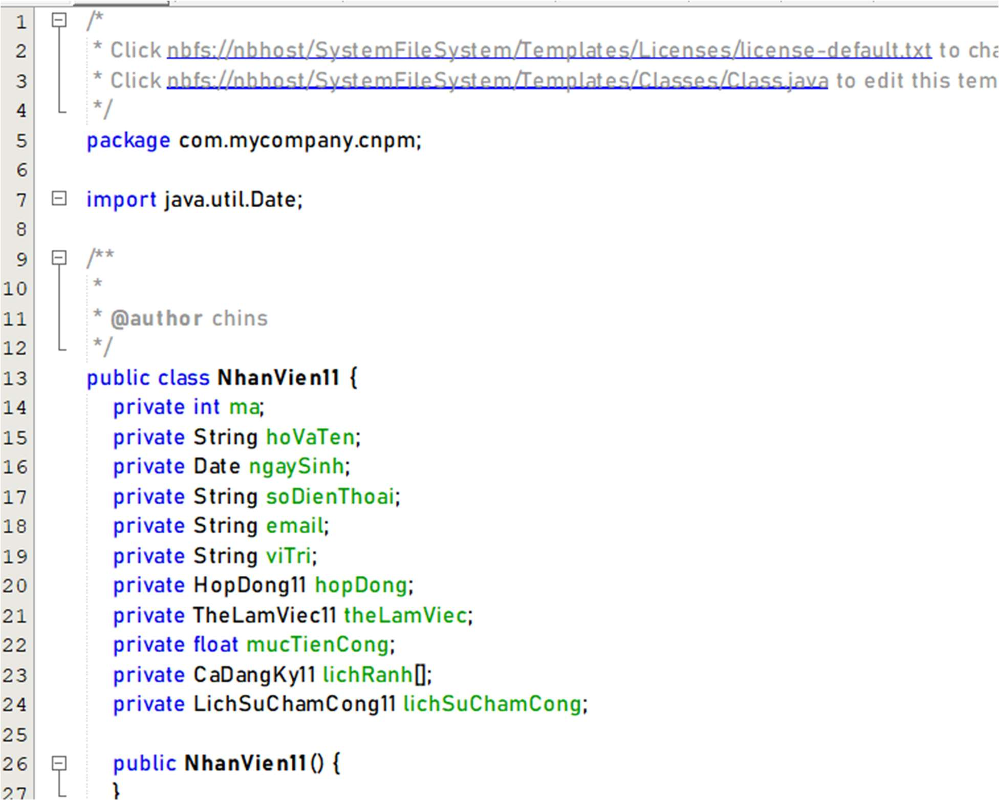 1 /*
2 * Click nbfs://nbhost/SystemFileSystem/Templates/Licenses/license-default.txt to
3 * Click nbfs://nbhost/SystemFileSystem/Templates/Classes/Class.java to edit this
4 */
5 package com.mycompany.cnpm;
6
7 import java.util.Date;
8
9 /**
10 *
11 * @author chins
12 */
13 public class NhanVien11 {
14 private int ma;
15 private String hoVaTen;
16 private Date ngaySinh;
17 private String soDienThoai;
18 private String email;
19 private String viTri;
20 private HopDong11 hopDong;
21 private TheLamViec11 theLamViec;
22 private float mucTienCong;
23 private CaDangKy11 lichRanh[];
24 private LichSuChamCong11 lichSuChamCong;
25
26 public NhanVien11() {
27 }